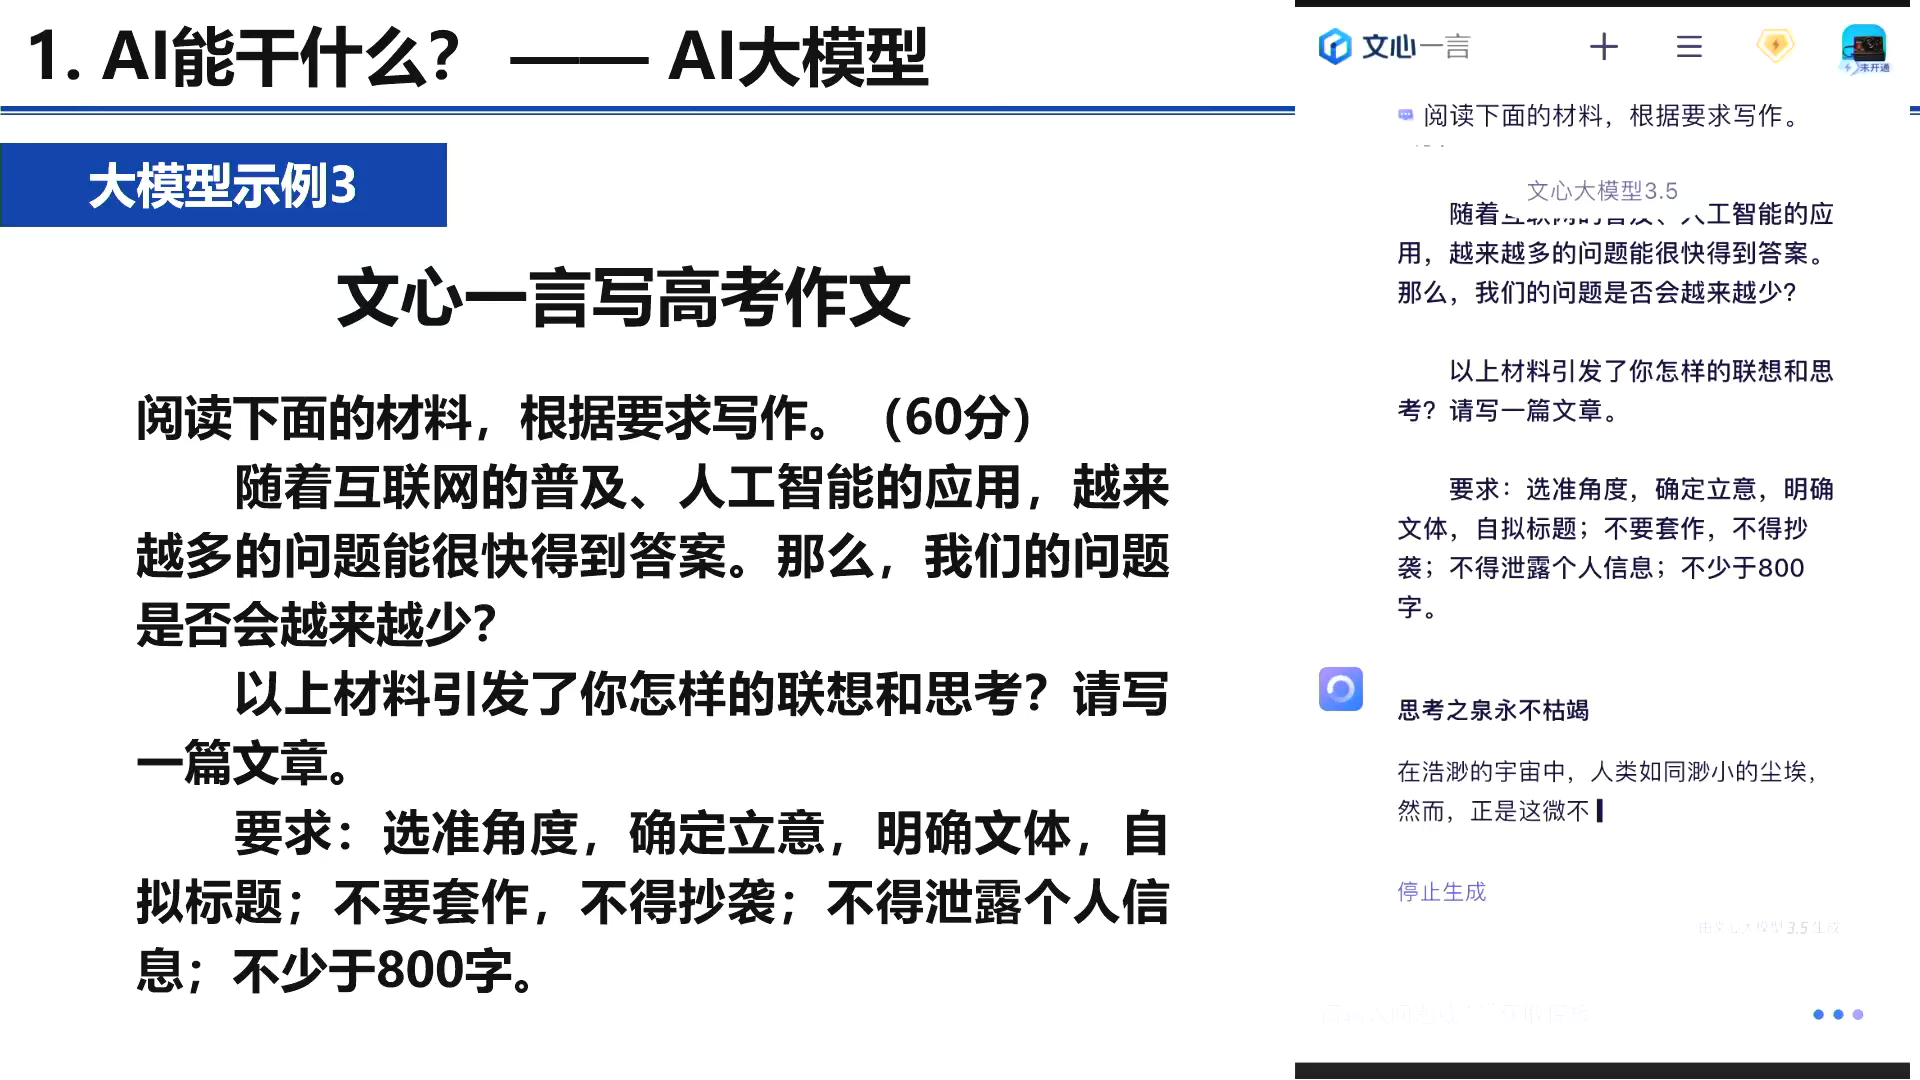 1. AI能干什么？ —— AI大模型
大模型示例3
文心一言写高考作文
阅读下面的材料，根据要求写作。（60分）
随着互联网的普及、人工智能的应用，越来
越多的问题能很快得到答案。那么，我们的问题
是否会越来越少？
以上材料引发了你怎样的联想和思考？请写
一篇文章。
要求：选准角度，确定立意，明确文体，自
拟标题；不要套作，不得抄袭；不得泄露个人信
息；不少于800字。
文心一言
未开通
阅读下面的材料，根据要求写作。
文心大模型3.5
随着互联网的普及、人工智能的应
用，越来越多的问题能很快得到答案。
那么，我们的问题是否会越来越少？
以上材料引发了你怎样的联想和思
考？请写一篇文章。
要求：选准角度，确定立意，明确
文体，自拟标题；不要套作，不得抄
袭；不得泄露个人信息；不少于800
字。
思考之泉永不枯竭
在浩渺的宇宙中，人类如同渺小的尘埃，
然而，正是这微不
停止生成
由文心大模型3.5生成